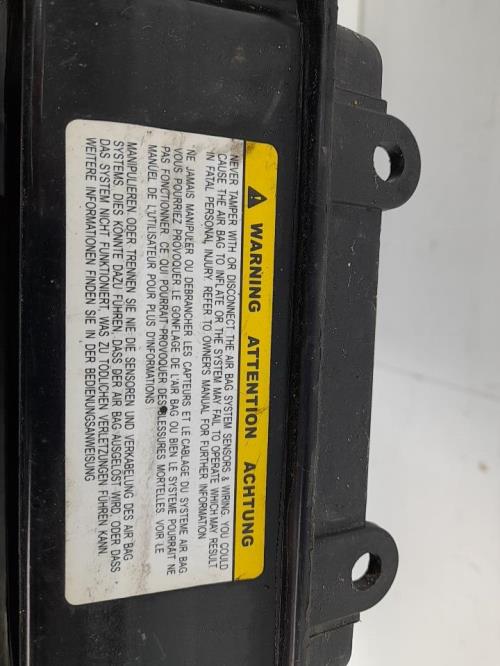 WARNING ATTENTION ACHTUNG
NEVER TAMPER WITH OR DISCONNECT THE AIR BAG SYSTEM SENSORS & WIRING. YOU COULD
CAUSE THE AIR BAG TO INFLATE OR THE SYSTEM MAY FAIL TO OPERATE WHICH MAY RESULT
IN FATAL PERSONAL INJURY. REFER TO OWNER'S MANUAL FOR FURTHER INFORMATION.
NE JAMAIS MANIPULER OU DEBRANCHER LES CAPTEURS ET LE CABLAGE DU SYSTEME AIR BAG
VOUS POURRIEZ PROVOQUER LE GONFLAGE DE L'AIR BAG OU BIEN LE SYSTEME POURRAIT NE
PAS FONCTIONNER CE QUI POURRAIT PROVOQUER DES BLESSURES MORTELLES VOIR LE
MANUEL DE L'UTILISATEUR POUR PLUS D'INFORMATIONS
MANIPULIEREN ODER TRENNEN SIE NIE DIE SENSOREN UND VERKABELUNG DES AIR BAG
SYSTEMS, DIES KÖNNTE DAZU FÜHREN, DASS DER AIR BAG AUSGELÖST WIRD ODER DASS
DAS SYSTEM NICHT FUNKTIONIERT, WAS ZU TÖDLICHEN VERLETZUNGEN FÜHREN KANN.
WEITERE INFORMATIONEN FINDEN SIE IN DER BEDIENUNGSANWEISUNG